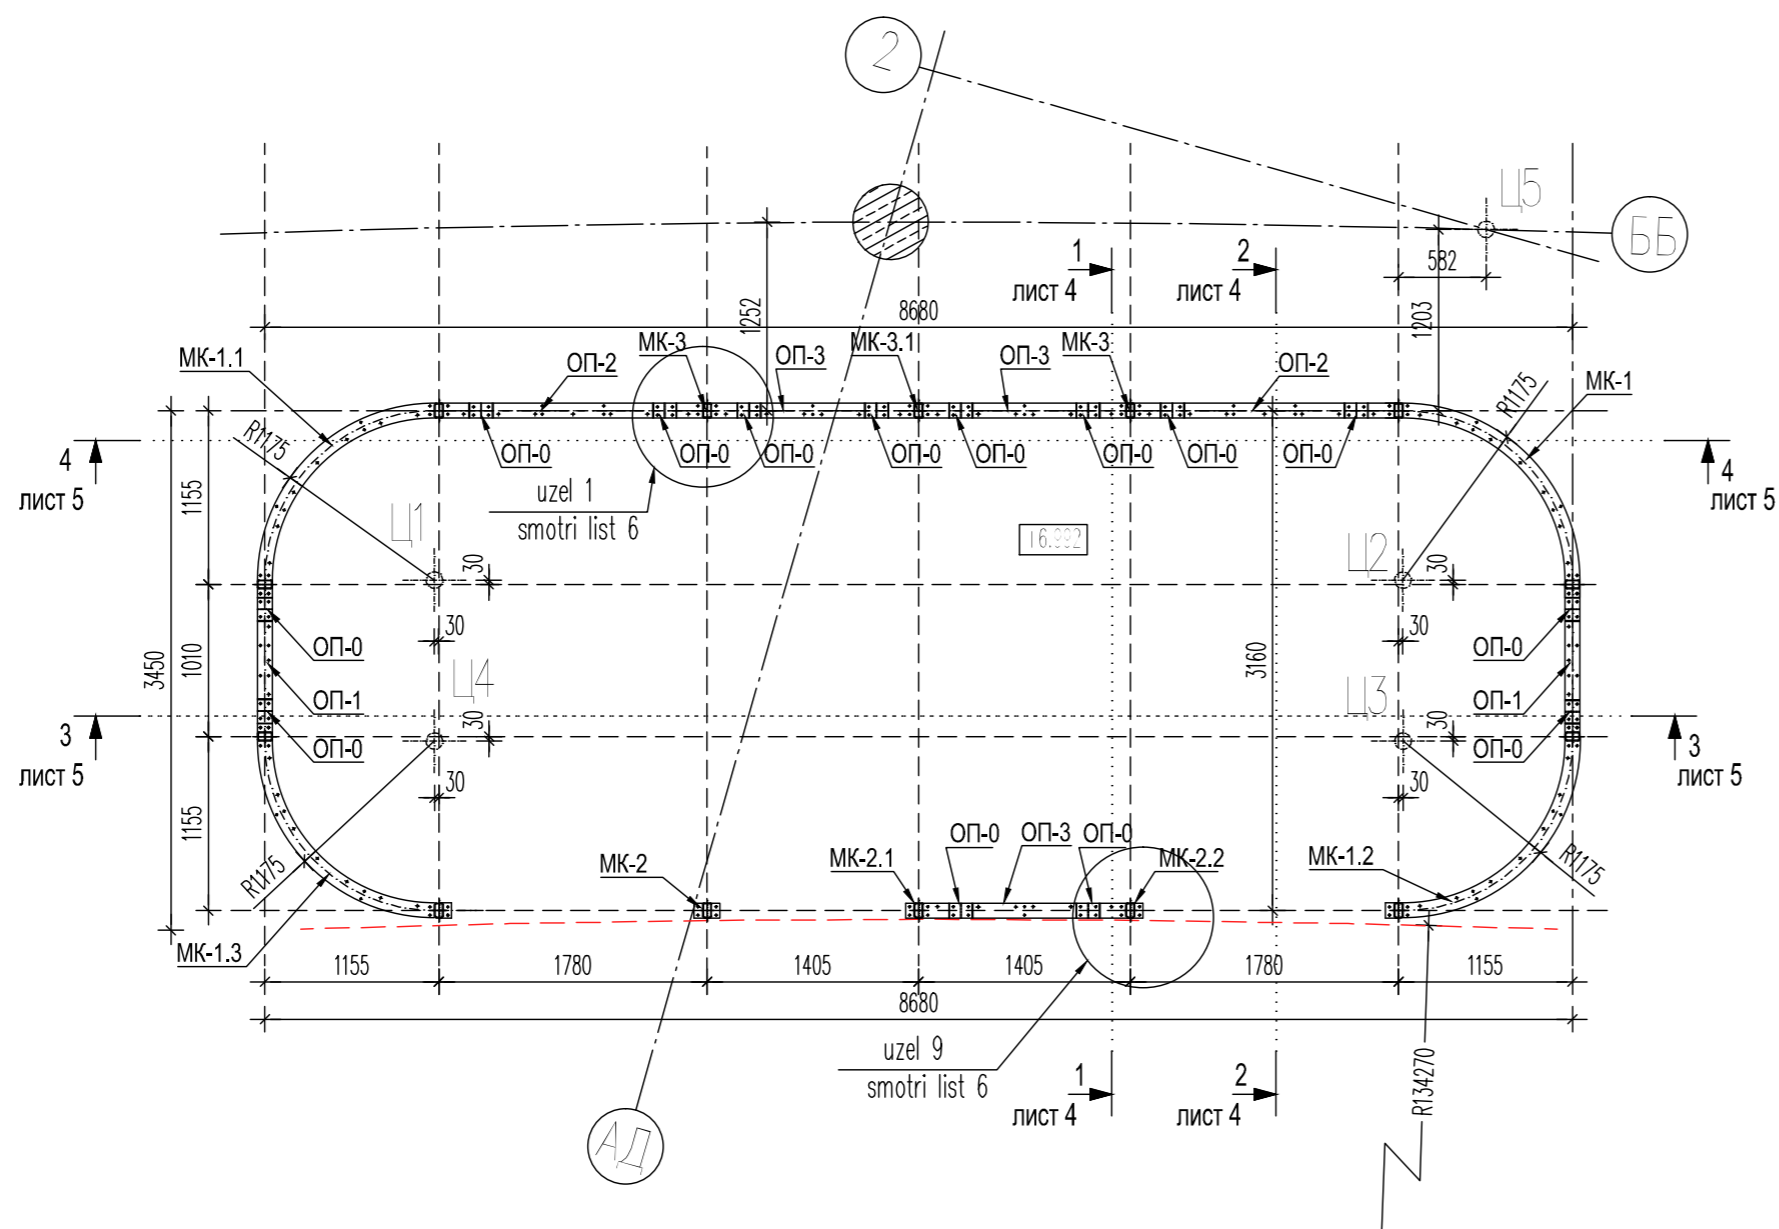 2
Ц5
ББ
1
лист 4
2
лист 4
582
1252
8680
1203
МК-1.1
ОП-2
МК-3
ОП-3
МК-3.1
ОП-3
МК-3
ОП-2
МК-1
R1175
R1175
ОП-0
ОП-0
ОП-0
ОП-0
ОП-0
ОП-0
ОП-0
ОП-0
4
лист 5
4
лист 5
uzel 1
smotri list 6
1155
Ц1
30
30
Ц2
30
30
3450
1010
ОП-0
ОП-1
ОП-0
Ц4
30
30
3160
Ц3
30
30
ОП-0
ОП-1
ОП-0
3
лист 5
3
лист 5
1155
R1175
R1175
МК-2
МК-2.1
ОП-0
ОП-3
ОП-0
МК-2.2
МК-1.2
МК-1.3
1155
1780
1405
1405
1780
1155
8680
uzel 9
smotri list 6
1
лист 4
2
лист 4
R134270
АД